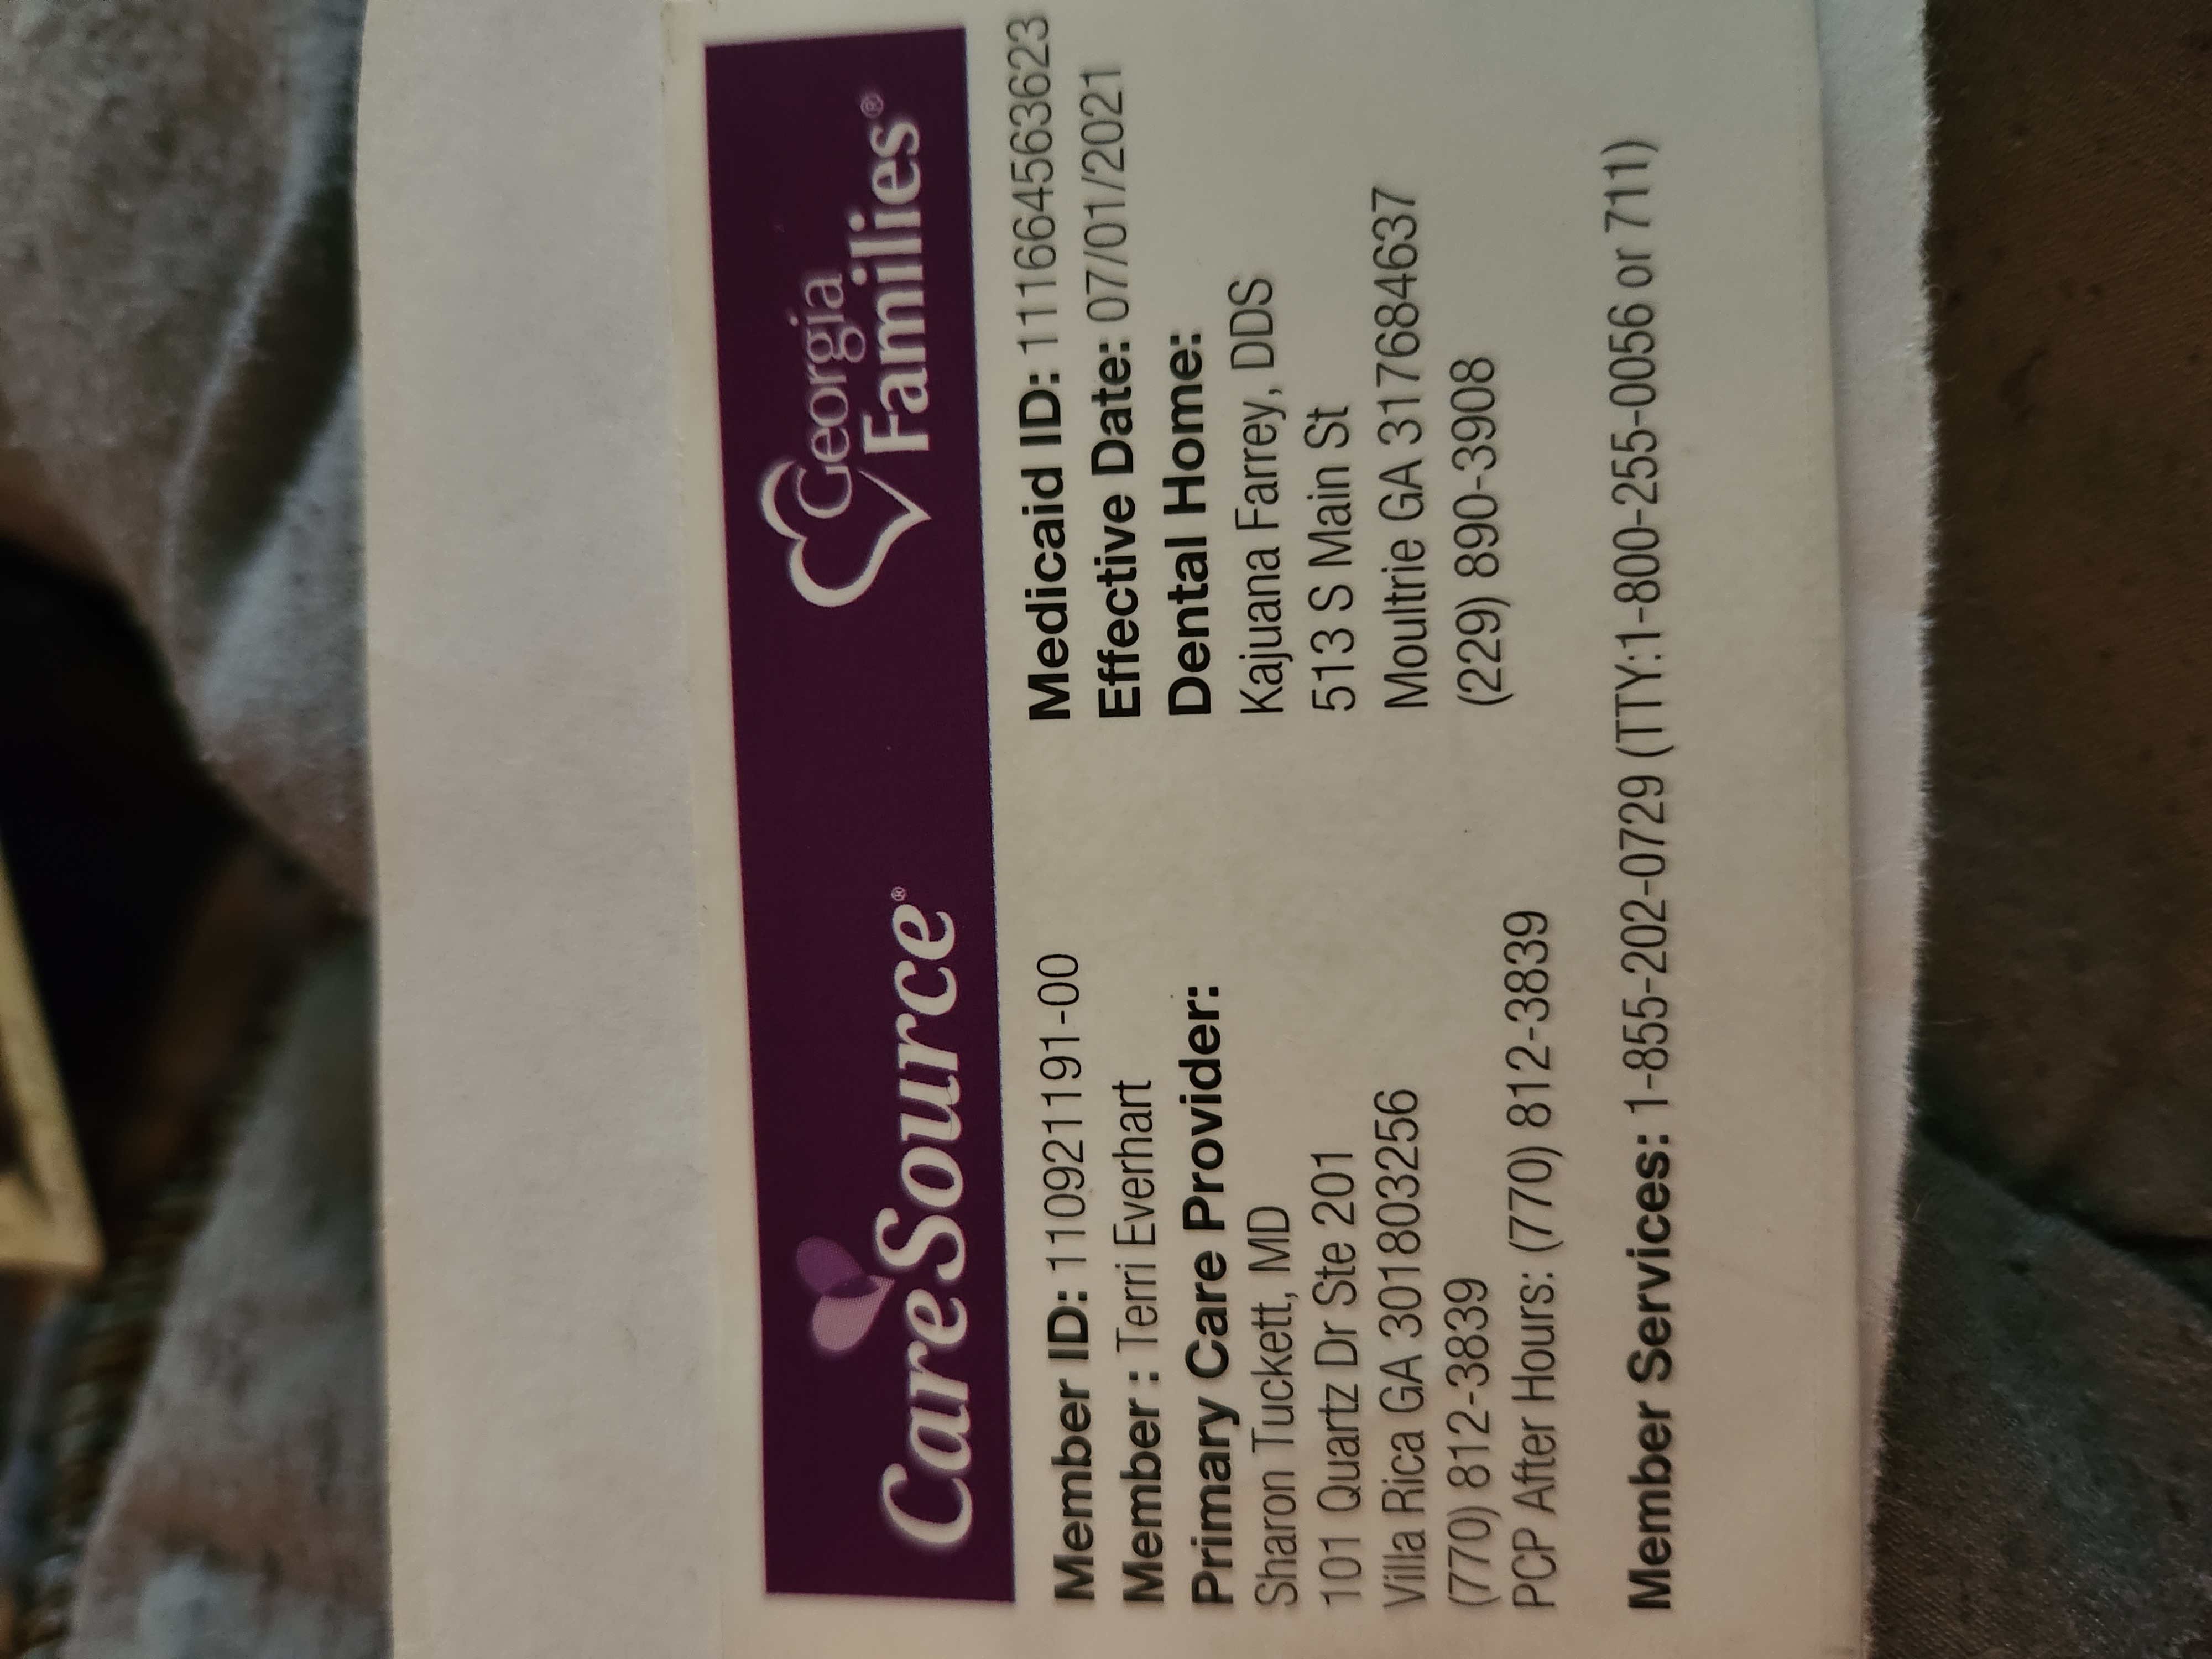 CareSource®
Georgia
Families®
Member ID: 110921191-00
Member : Terri Everhart
Primary Care Provider:
Sharon Tuckett, MD
101 Quartz Dr Ste 201
Villa Rica GA 301803256
(770) 812-3839
PCP After Hours: (770) 812-3839
Medicaid ID: 111664563623
Effective Date: 07/01/2021
Dental Home:
Kajuana Farrey, DDS
513 S Main St
Moultrie GA 317684637
(229) 890-3908
Member Services: 1-855-202-0729 (TTY:1-800-255-0056 or 711)